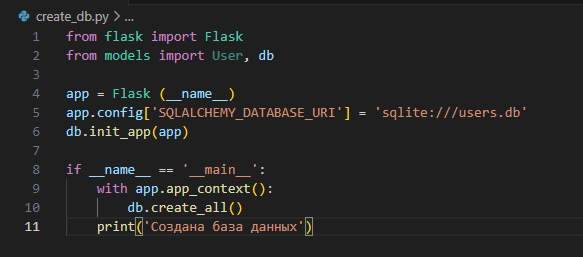 create_db.py > ...
1 from flask import Flask
2 from models import User, db
3
4 app = Flask (__name__)
5 app.config['SQLALCHEMY_DATABASE_URI'] = 'sqlite:///users.db'
6 db.init_app(app)
7
8 if __name__ == '__main__':
9     with app.app_context():
10         db.create_all()
11     print('Создана база данных')